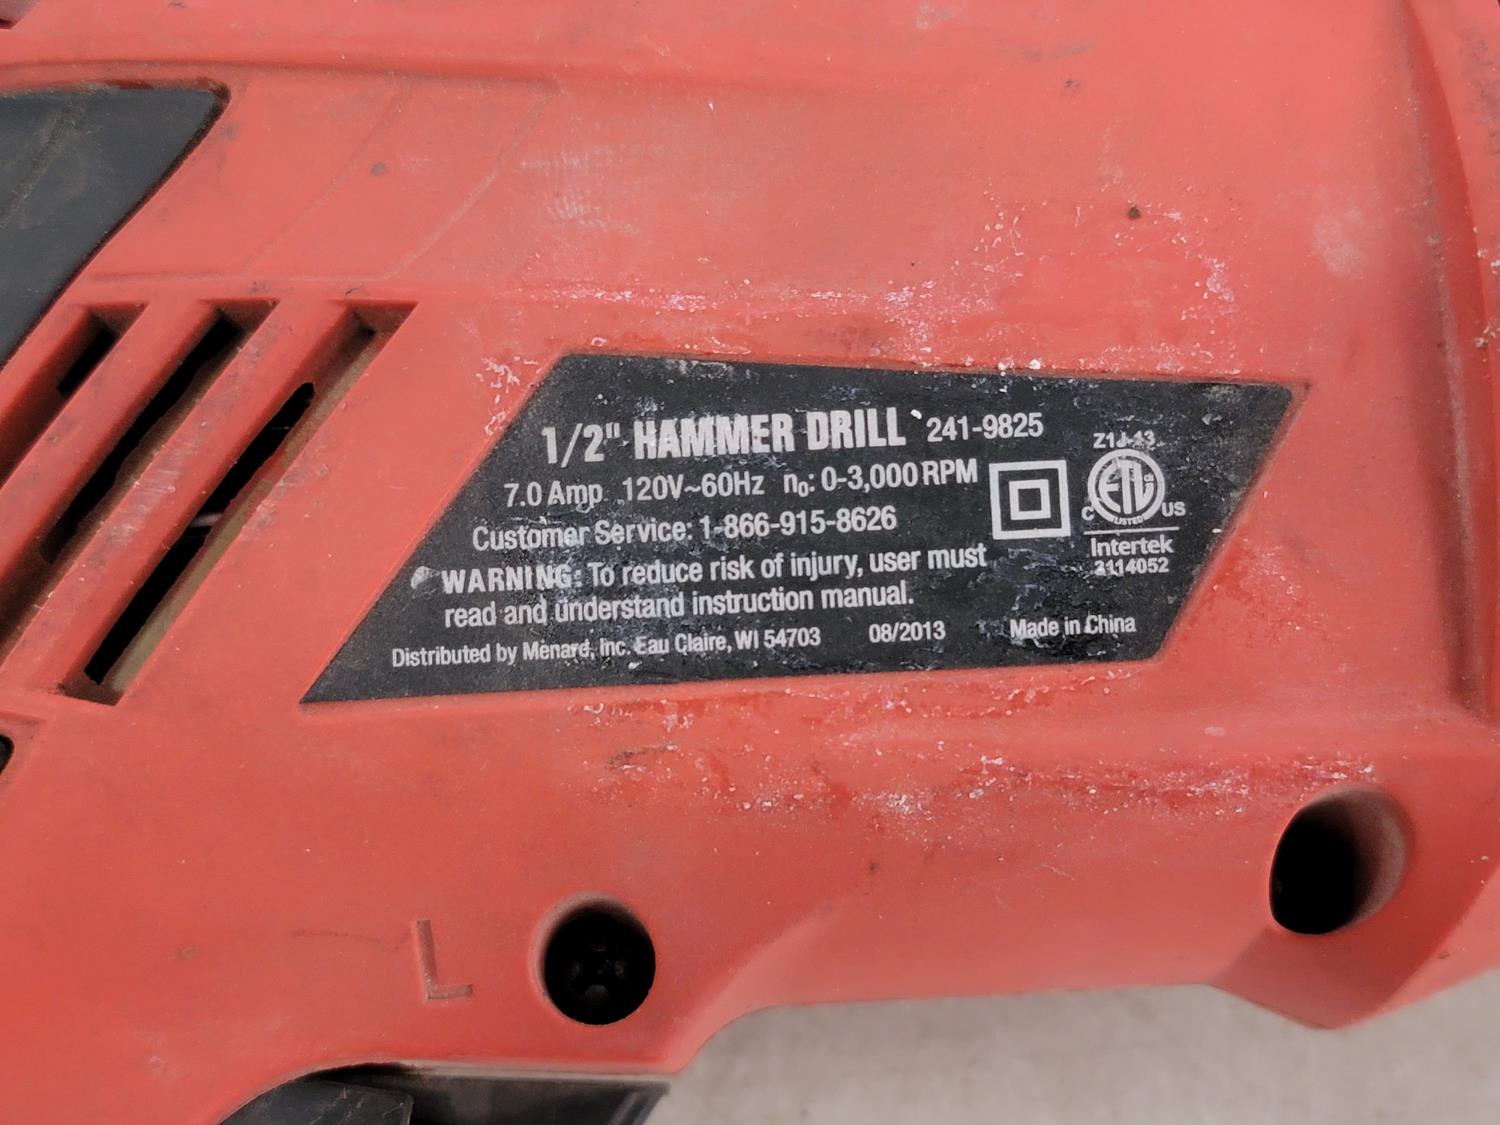 1/2" HAMMER DRILL 241-9825
7.0 Amp 120V~60Hz n₀: 0-3,000 RPM
Customer Service: 1-866-915-8626
WARNING: To reduce risk of injury, user must
read and understand instruction manual.
Distributed by Menard, Inc. Eau Claire, WI 54703 08/2013 Made in China
Z1J-13
ETL
LISTED
C US
Intertek
3114052
L